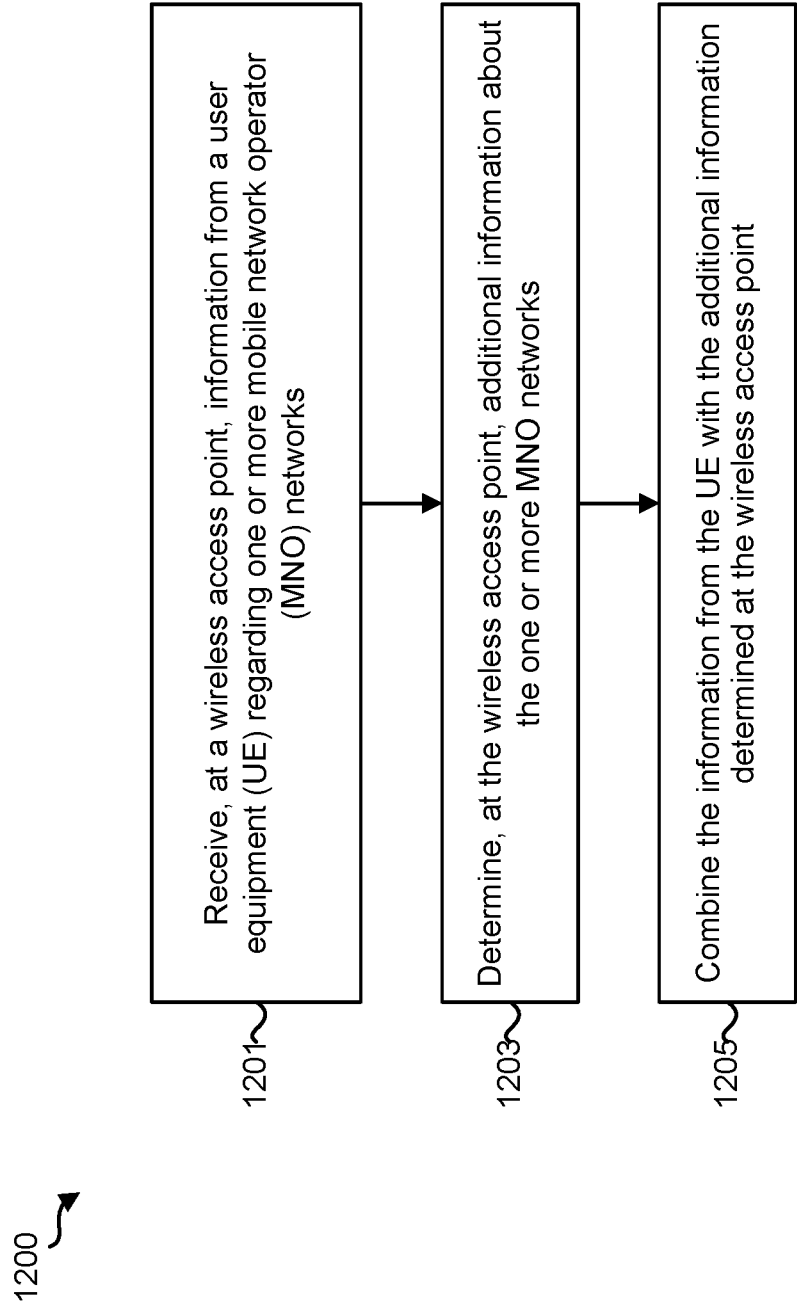 1200
1201
Receive, at a wireless access point, information from a user
equipment (UE) regarding one or more mobile network operator
(MNO) networks
1203
Determine, at the wireless access point, additional information about
the one or more MNO networks
1205
Combine the information from the UE with the additional information
determined at the wireless access point